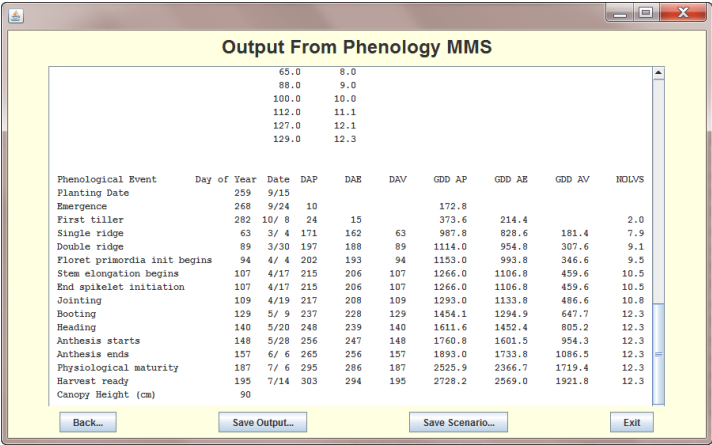 Output From Phenology MMS
65.0 8.0
88.0 9.0
100.0 10.0
112.0 11.1
127.0 12.1
129.0 12.3
Phenological Event Day of Year Date DAP DAE DAV GDD AP GDD AE GDD AV NOLVS
Planting Date 259 9/15
Emergence 268 9/24 10 172.8
First tiller 282 10/ 8 24 15 373.6 214.4 2.0
Single ridge 63 3/ 4 171 162 63 987.8 828.6 181.4 7.9
Double ridge 89 3/30 197 188 89 1114.0 954.8 307.6 9.1
Floret primordia init begins 94 4/ 4 202 193 94 1153.0 993.8 346.6 9.5
Stem elongation begins 107 4/17 215 206 107 1266.0 1106.8 459.6 10.5
End spikelet initiation 107 4/17 215 206 107 1266.0 1106.8 459.6 10.5
Jointing 109 4/19 217 208 109 1293.0 1133.8 486.6 10.8
Booting 129 5/ 9 237 228 129 1454.1 1294.9 647.7 12.3
Heading 140 5/20 248 239 140 1611.6 1452.4 805.2 12.3
Anthesis starts 148 5/28 256 247 148 1760.8 1601.5 954.3 12.3
Anthesis ends 157 6/ 6 265 256 157 1893.0 1733.8 1086.5 12.3
Physiological maturity 187 7/ 6 295 286 187 2525.9 2366.7 1719.4 12.3
Harvest ready 195 7/14 303 294 195 2728.2 2569.0 1921.8 12.3
Canopy Height (cm) 90
Back... Save Output... Save Scenario... Exit